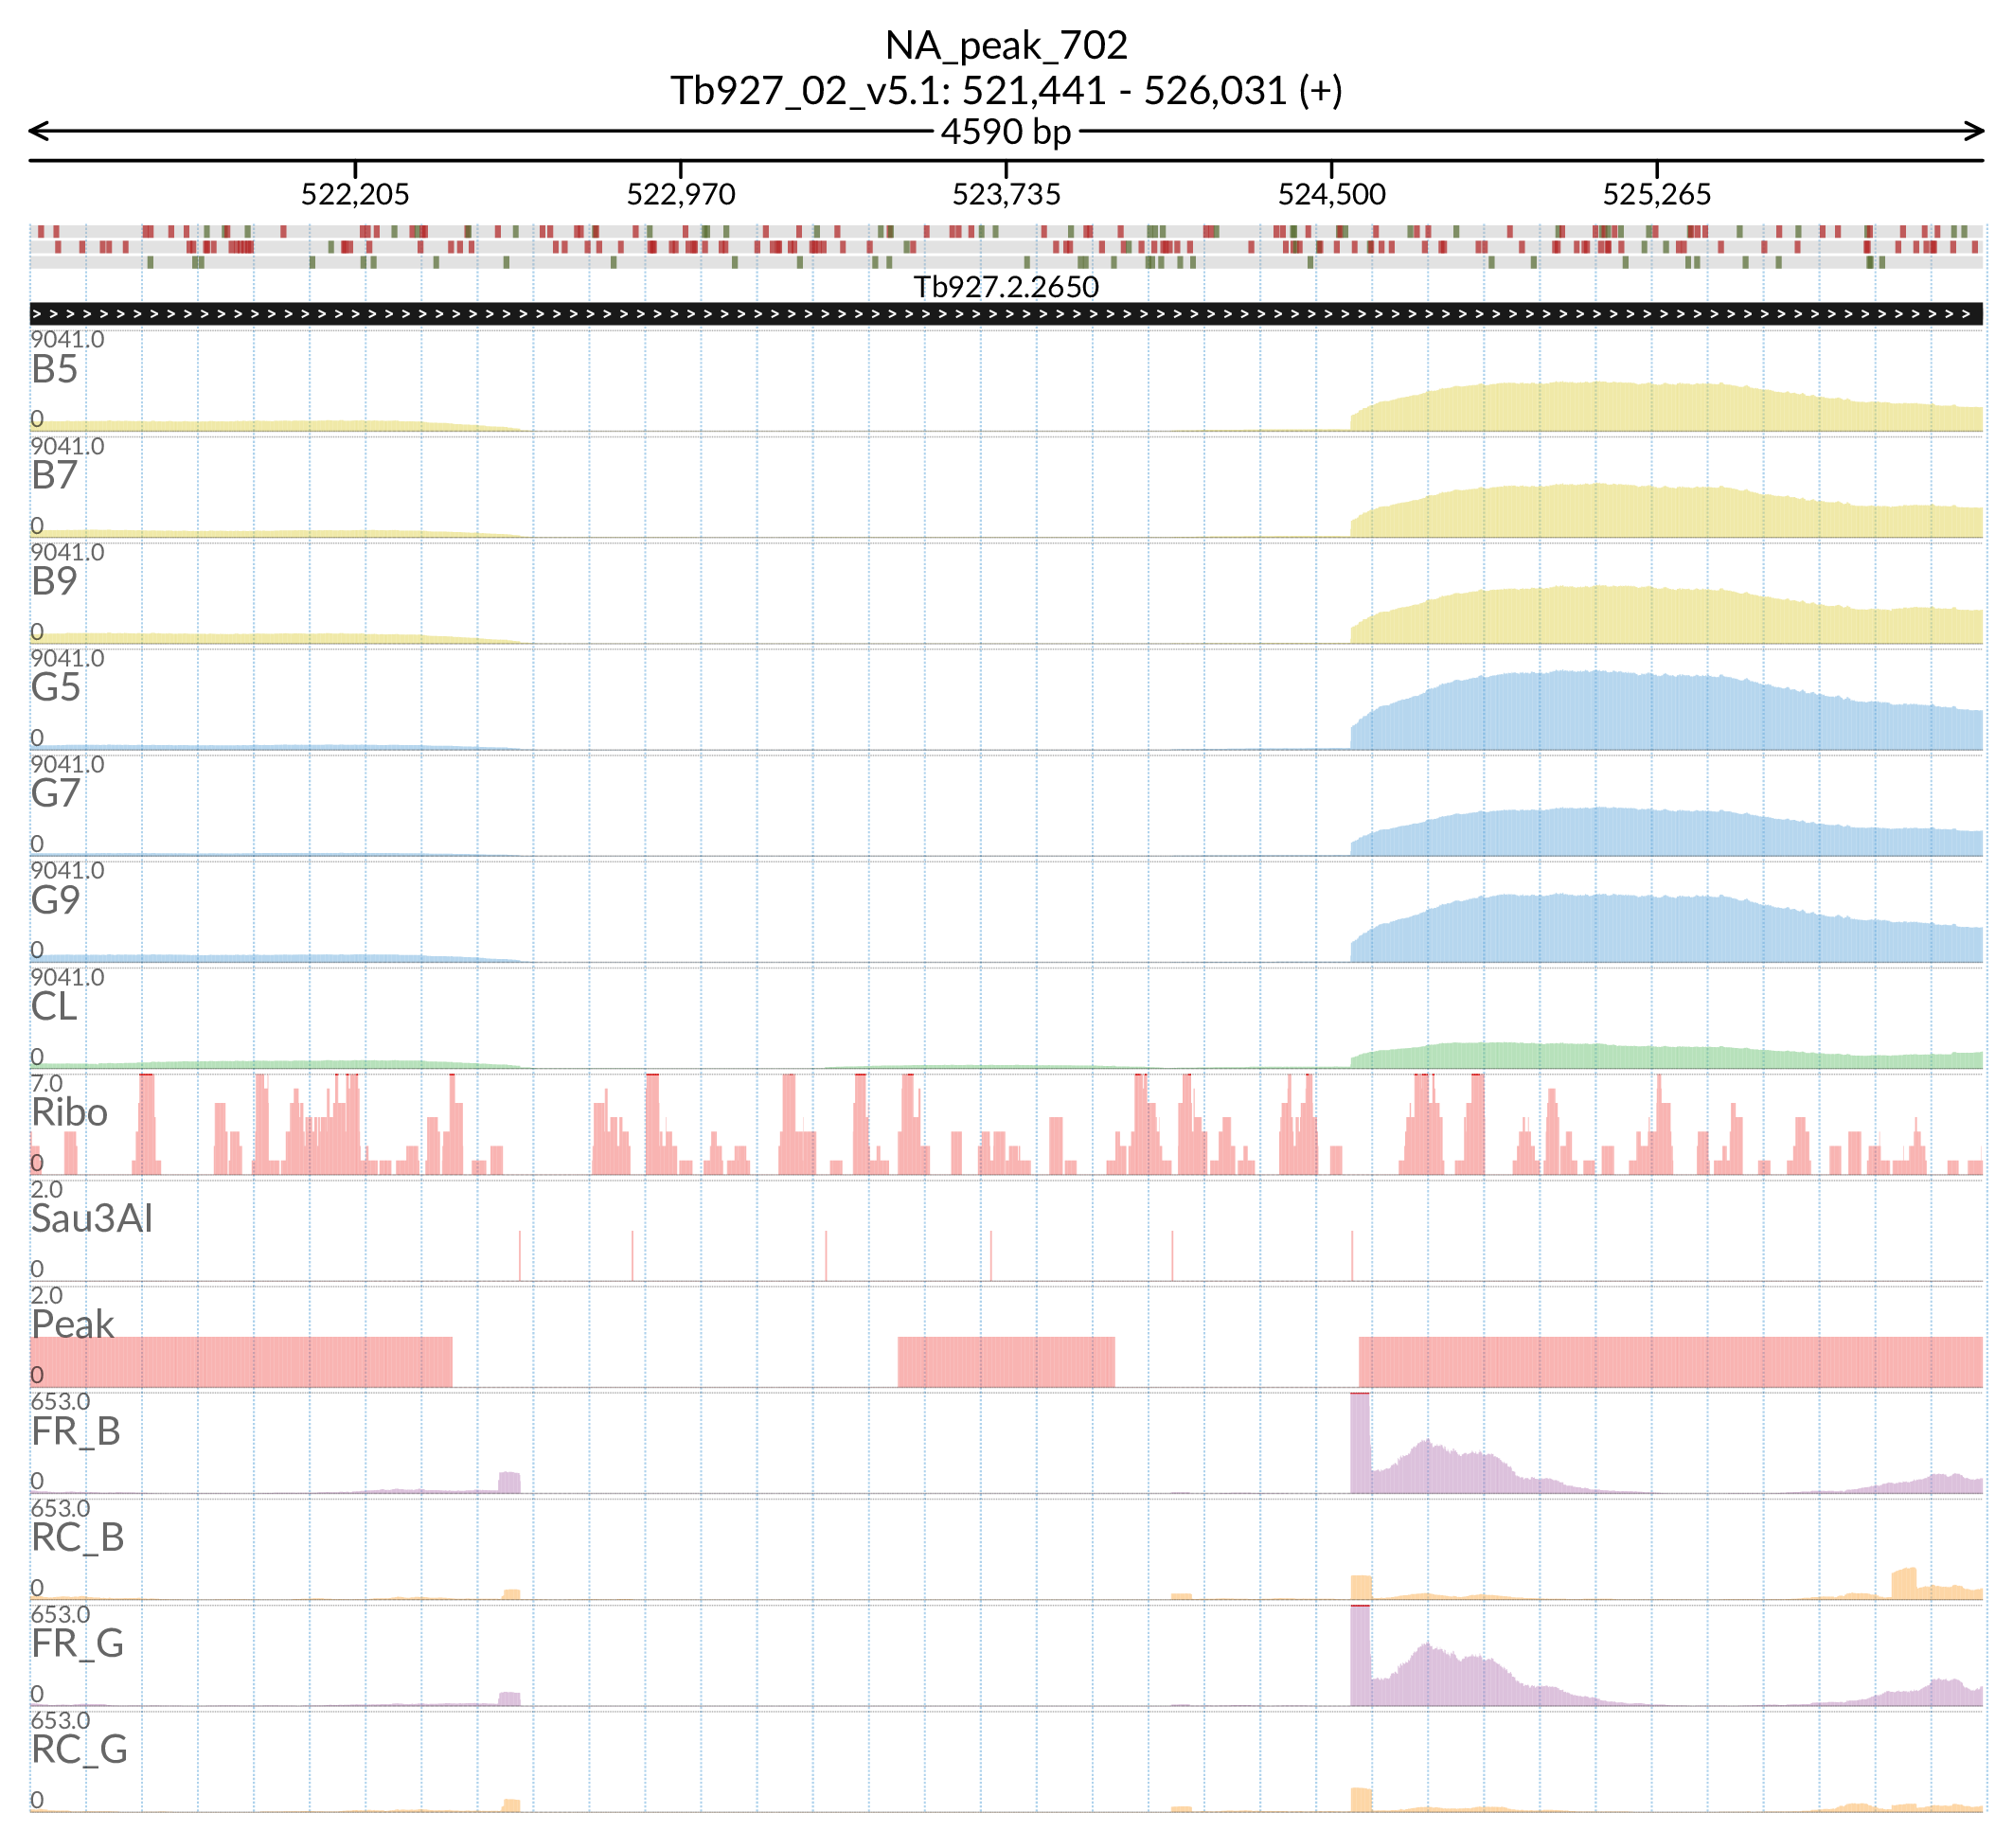 NA_peak_702
Tb927_02_v5.1: 521,441 - 526,031 (+)
4590 bp
522,205 522,970 523,735 524,500 525,265
Tb927.2.2650
9041.0
B5
0
9041.0
B7
0
9041.0
B9
0
9041.0
G5
0
9041.0
G7
0
9041.0
G9
0
9041.0
CL
0
7.0
Ribo
0
2.0
Sau3AI
0
2.0
Peak
0
653.0
FR_B
0
653.0
RC_B
0
653.0
FR_G
0
653.0
RC_G
0